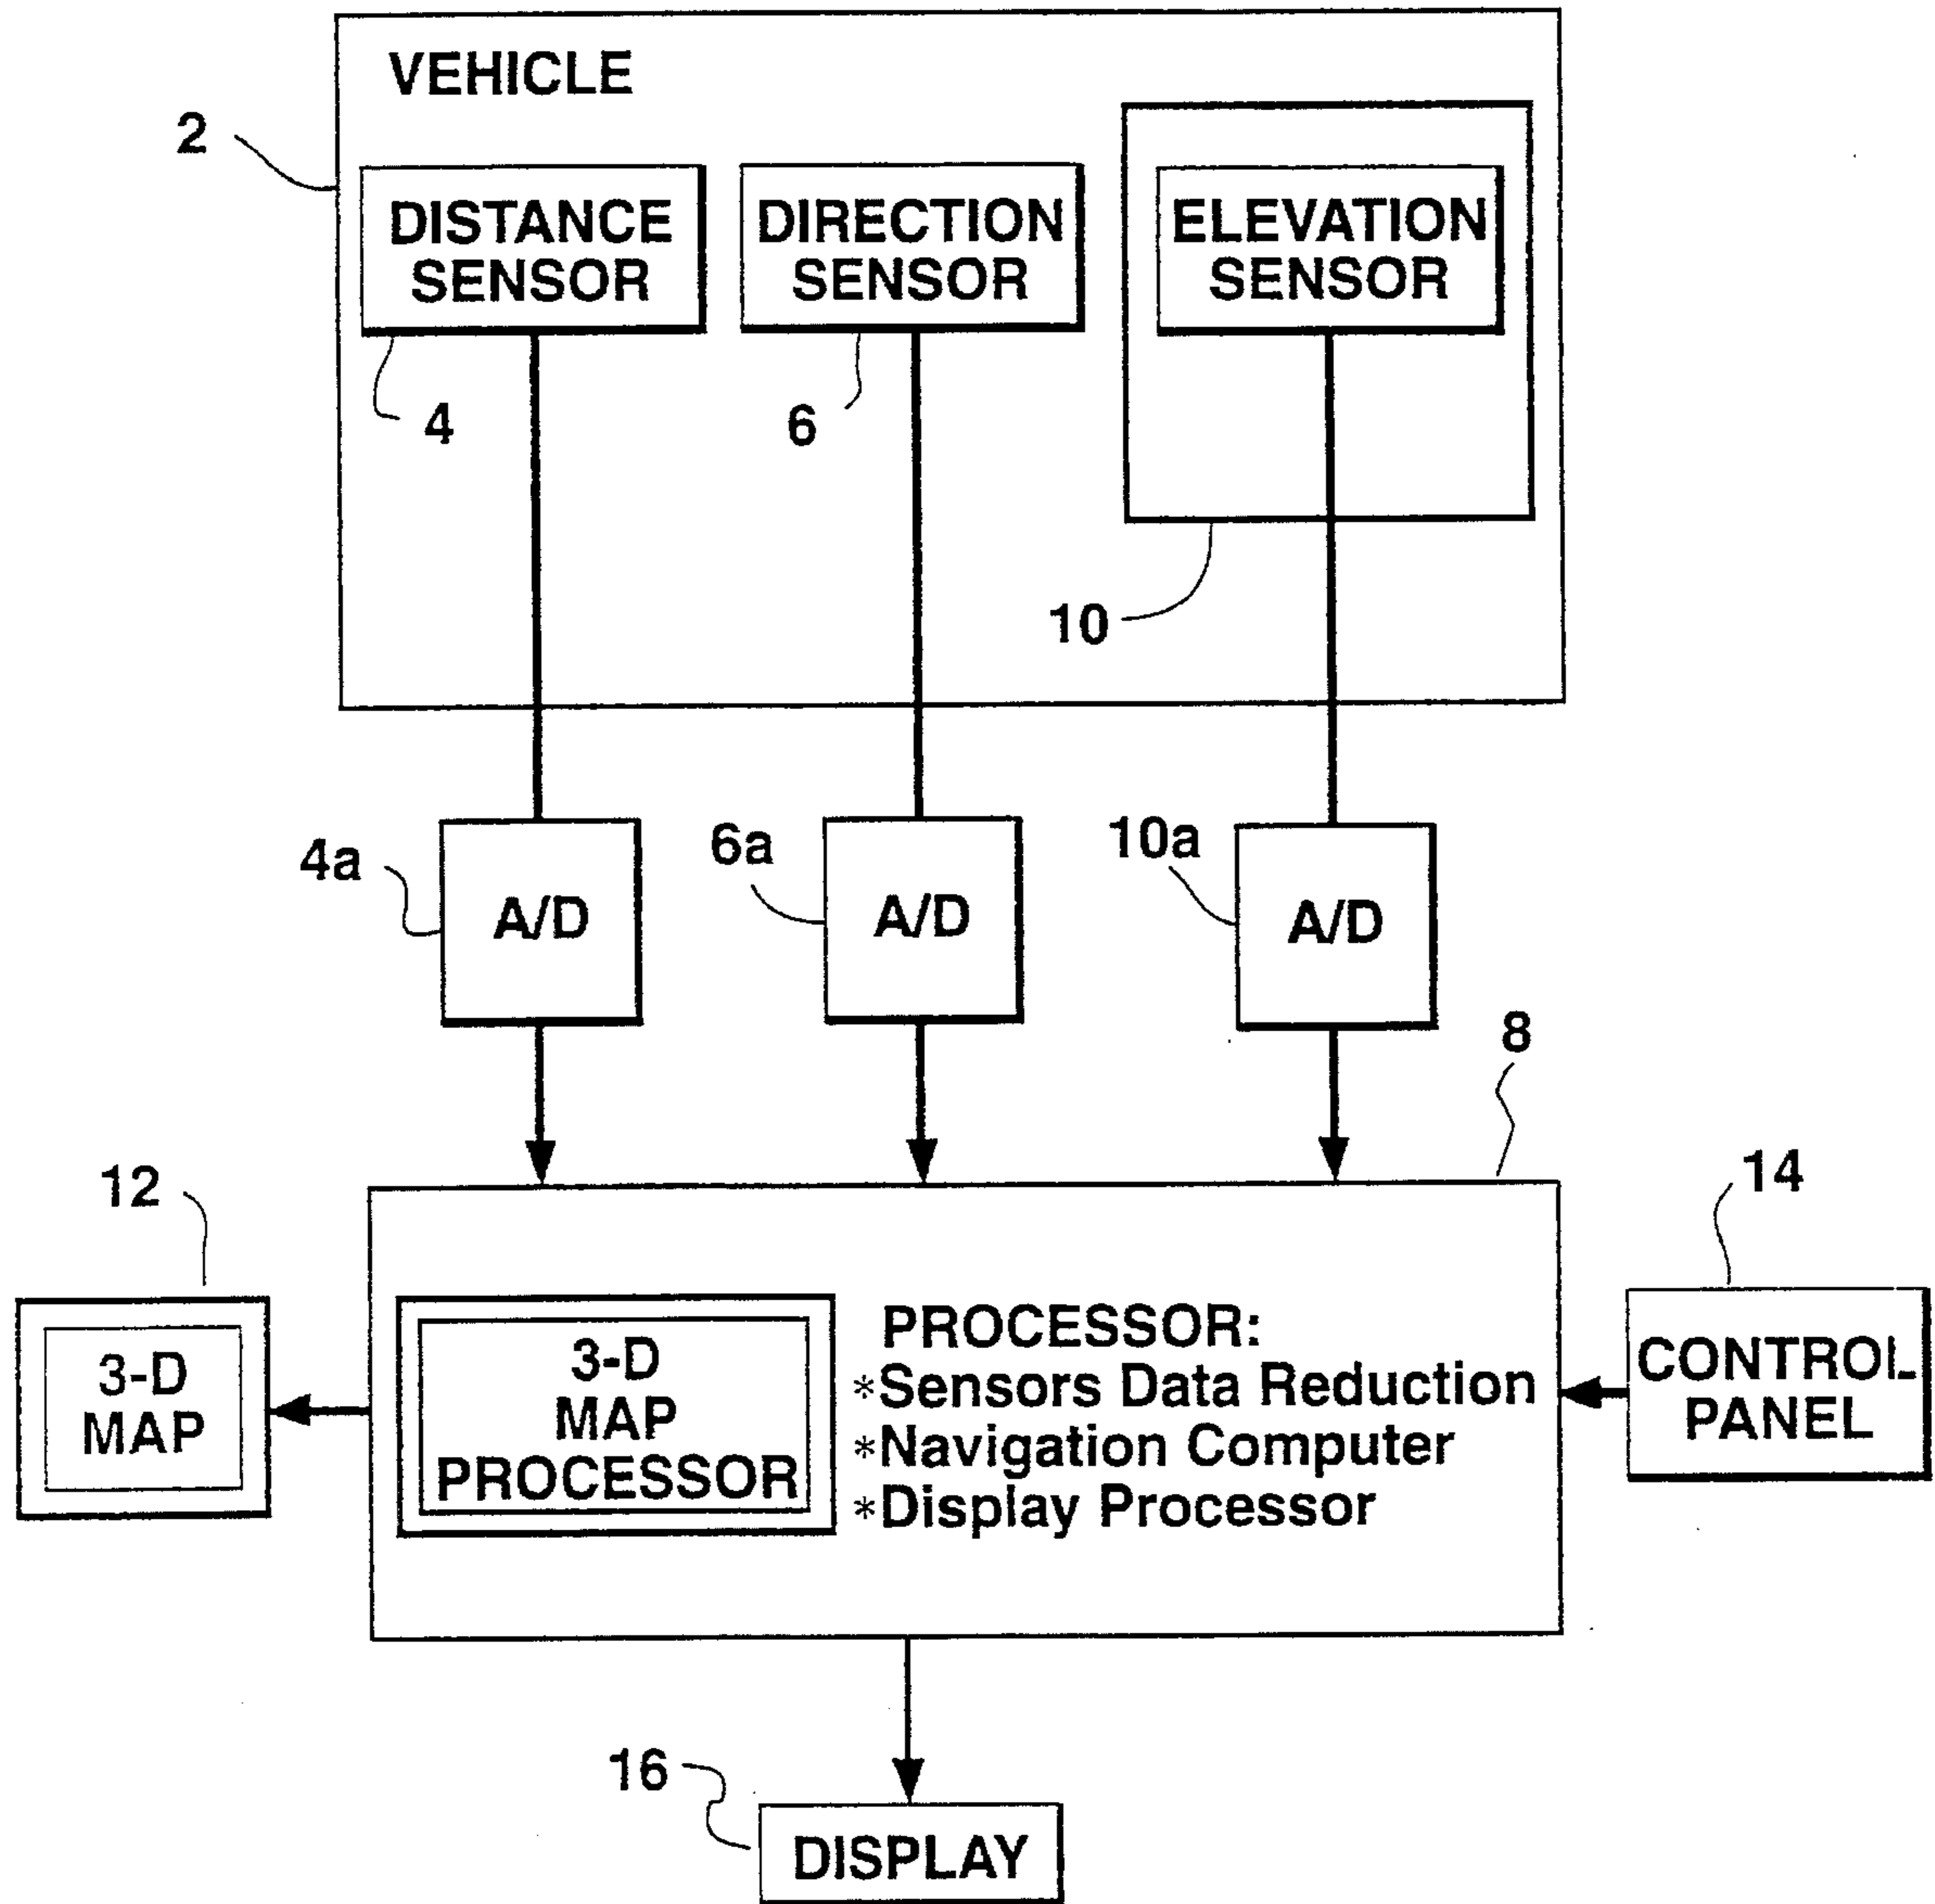 VEHICLE
2
DISTANCE
SENSOR
DIRECTION
SENSOR
ELEVATION
SENSOR
4
6
10
4a
A/D
6a
A/D
10a
A/D
8
12
14
3-D
MAP
3-D
MAP
PROCESSOR
PROCESSOR:
*Sensors Data Reduction
*Navigation Computer
*Display Processor
CONTROL
PANEL
16
DISPLAY